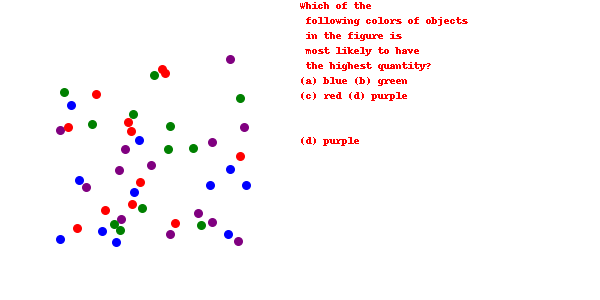 Which of the
following colors of objects
in the figure is
most likely to have
the highest quantity?
(a) blue (b) green
(c) red (d) purple
(d) purple